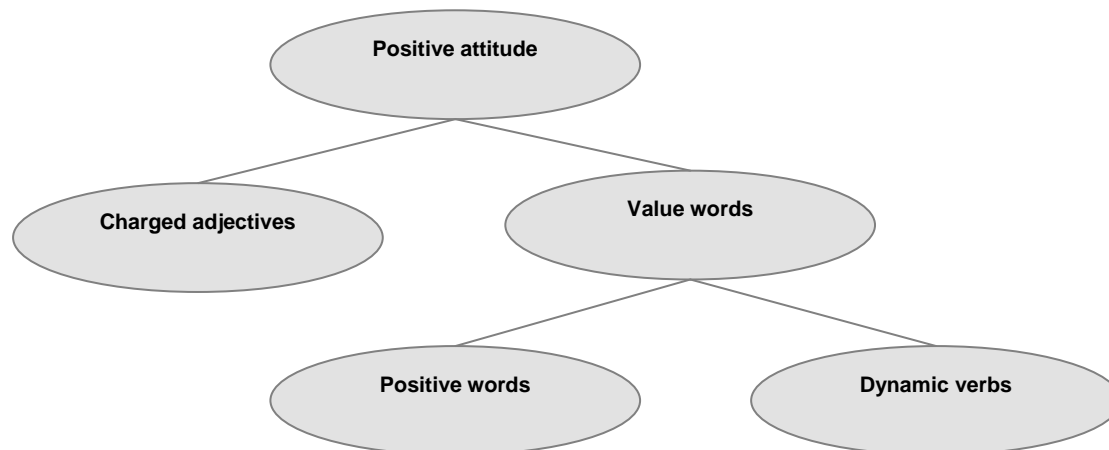 Positive attitude
Charged adjectives
Value words
Positive words
Dynamic verbs